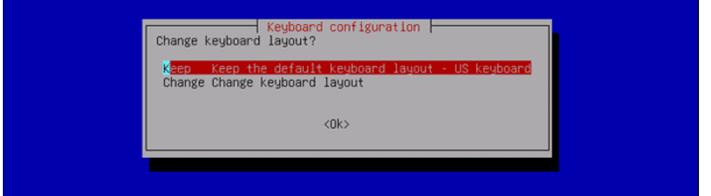 Keyboard configuration
Change keyboard layout?
Keep Keep the default keyboard layout - US keyboard
Change Change keyboard layout
<Ok>